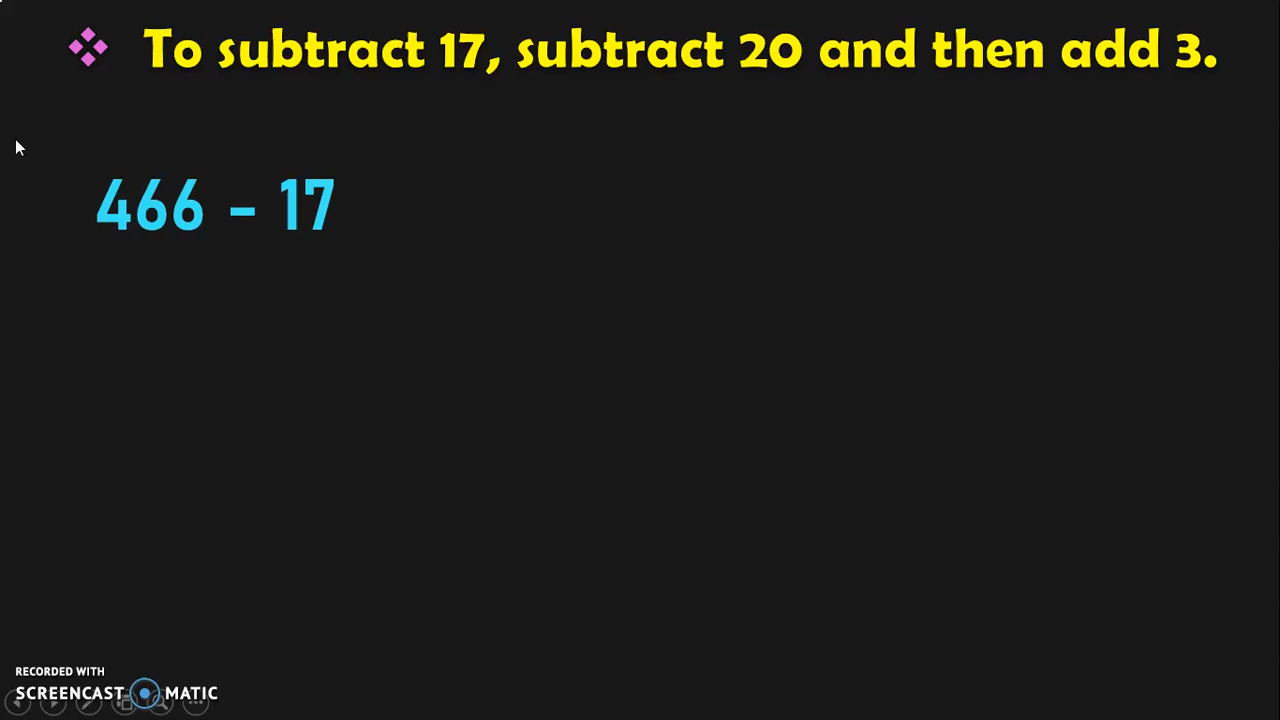 To subtract 17, subtract 20 and then add 3.
466 - 17
RECORDED WITH
SCREENCAST MATIC